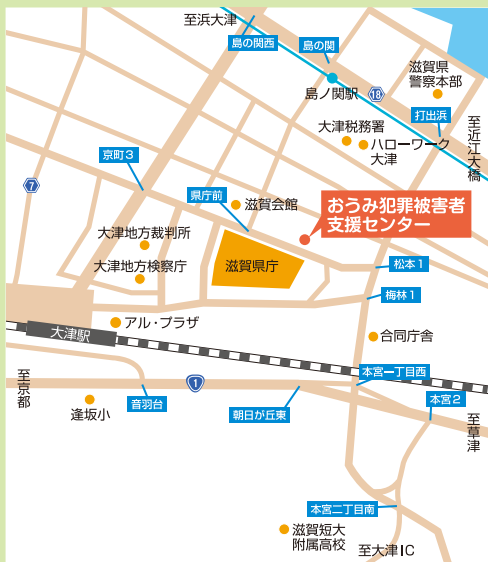 至浜大津
島の関西
島の関
滋賀県
警察本部
島ノ関駅
18
打出浜
大津税務署
ハローワーク
大津
至近江大橋
京町3
7
県庁前
滋賀会館
おうみ犯罪被害者
支援センター
大津地方裁判所
大津地方検察庁
滋賀県庁
松本1
梅林1
アル・プラザ
大津駅
合同庁舎
至京都
1
本宮一丁目西
音羽台
逢坂小
朝日が丘東
本宮2
至草津
本宮二丁目南
滋賀短大
附属高校
至大津IC